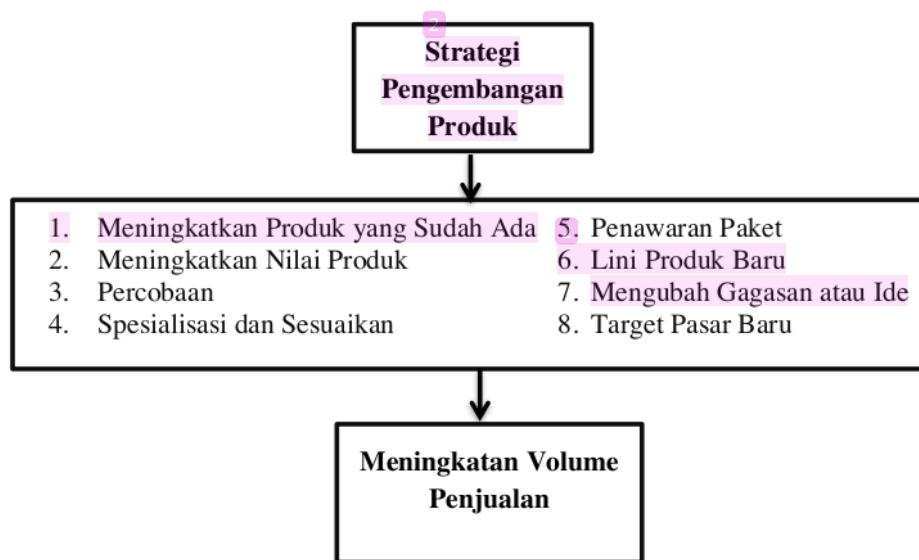 2
Strategi
Pengembangan
Produk
1. Meningkatkan Produk yang Sudah Ada
2. Meningkatkan Nilai Produk
3. Percobaan
4. Spesialisasi dan Sesuaikan
5. Penawaran Paket
6. Lini Produk Baru
7. Mengubah Gagasan atau Ide
8. Target Pasar Baru
Meningkatan Volume
Penjualan